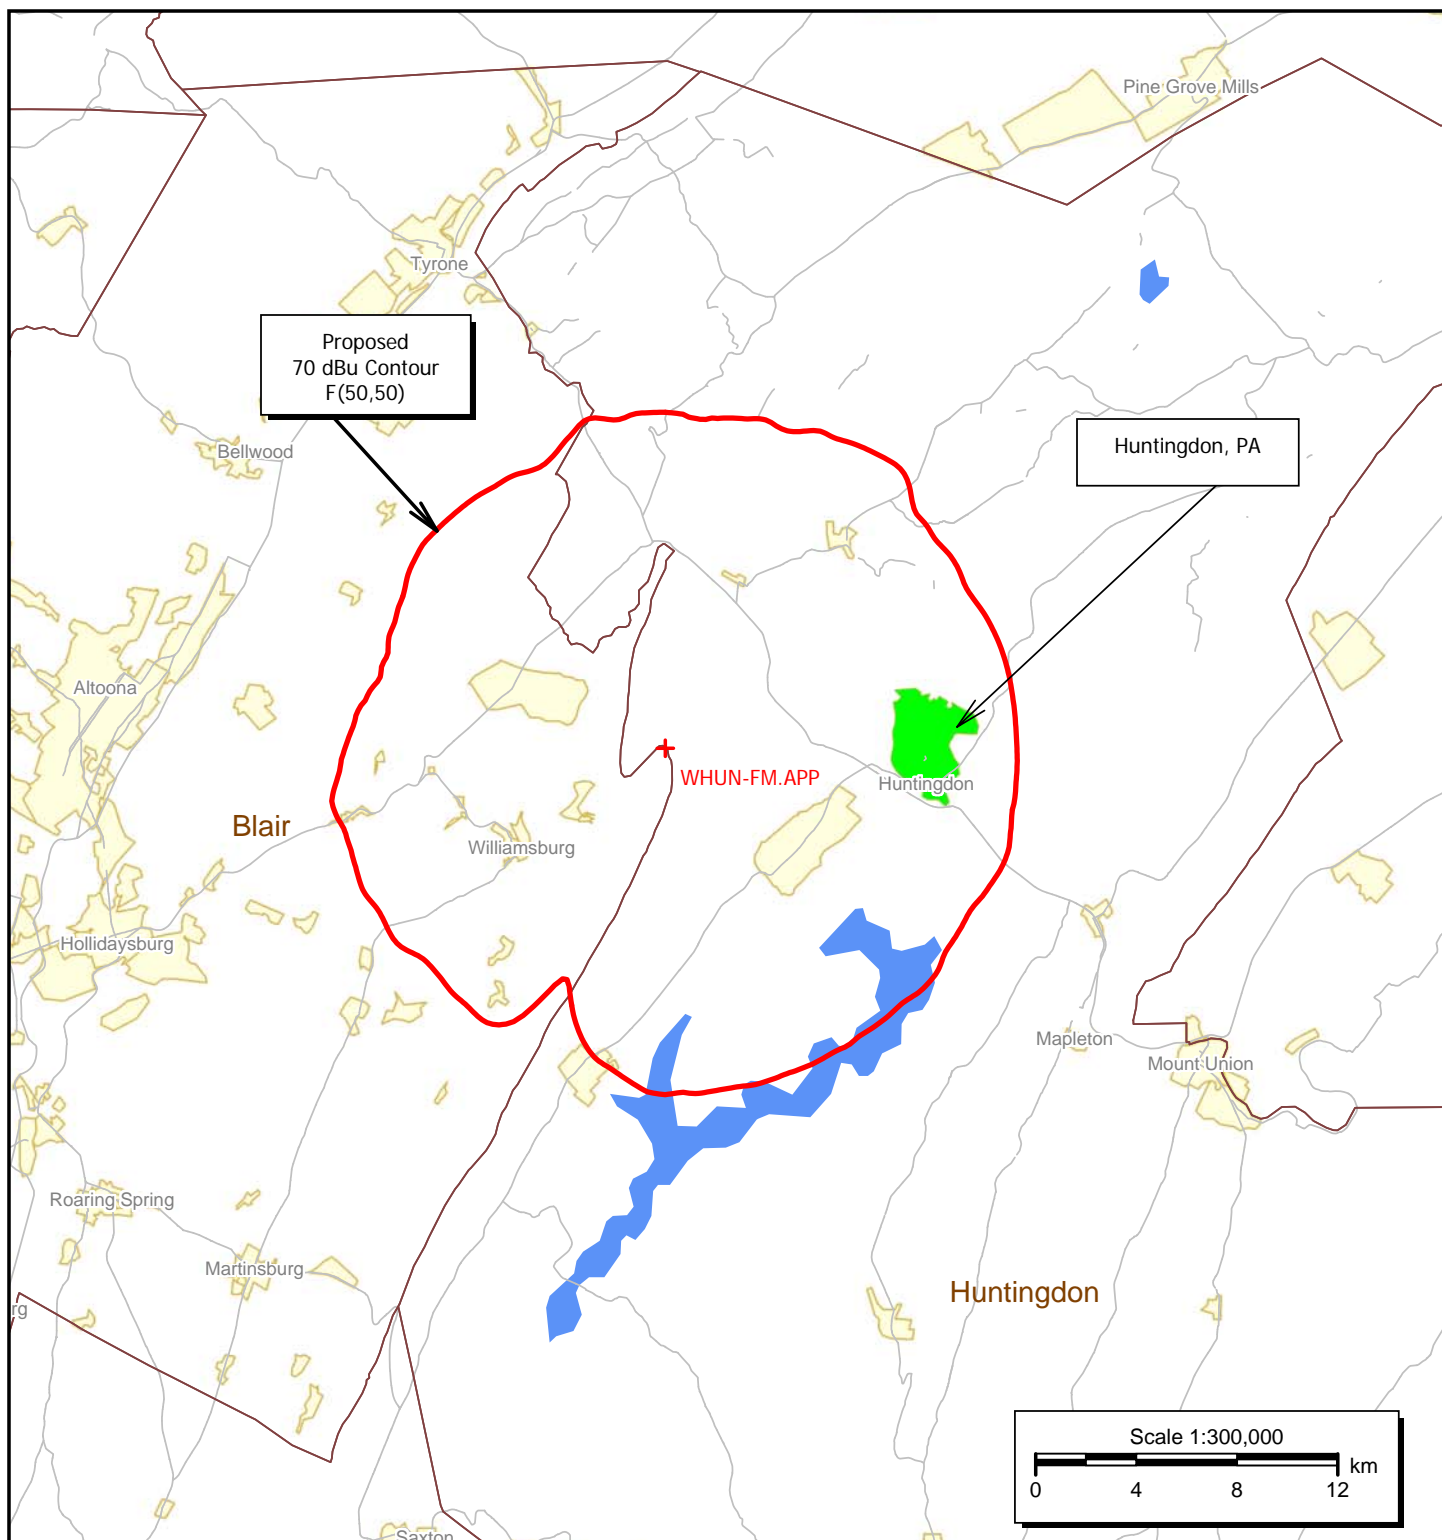 Pine Grove Mills
Tyrone
Proposed
70 dBu Contour
F(50,50)
Huntingdon, PA
Bellwood
Altoona
WHUN-FM.APP
Huntingdon
Blair
Williamsburg
Hollidaysburg
Mapleton
Mount Union
Roaring Spring
Martinsburg
Huntingdon
rg
Scale 1:300,000
km
0 4 8 12
Saxton